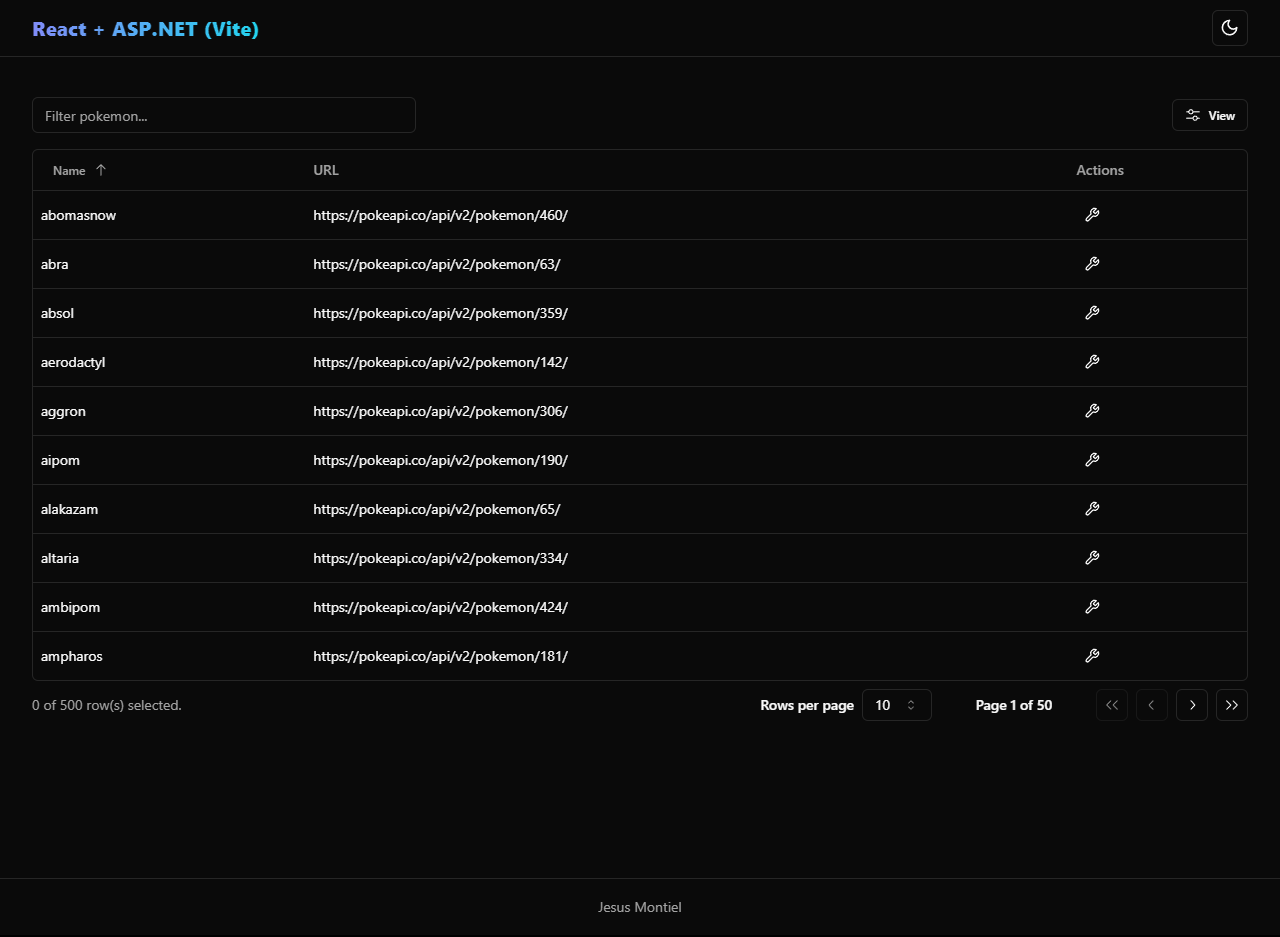 React + ASP.NET (Vite)
Filter pokemon...
View
Name URL Actions
abomasnow https://pokeapi.co/api/v2/pokemon/460/
abra https://pokeapi.co/api/v2/pokemon/63/
absol https://pokeapi.co/api/v2/pokemon/359/
aerodactyl https://pokeapi.co/api/v2/pokemon/142/
aggron https://pokeapi.co/api/v2/pokemon/306/
aipom https://pokeapi.co/api/v2/pokemon/190/
alakazam https://pokeapi.co/api/v2/pokemon/65/
altaria https://pokeapi.co/api/v2/pokemon/334/
ambipom https://pokeapi.co/api/v2/pokemon/424/
ampharos https://pokeapi.co/api/v2/pokemon/181/
0 of 500 row(s) selected. Rows per page 10 Page 1 of 50
Jesus Montiel